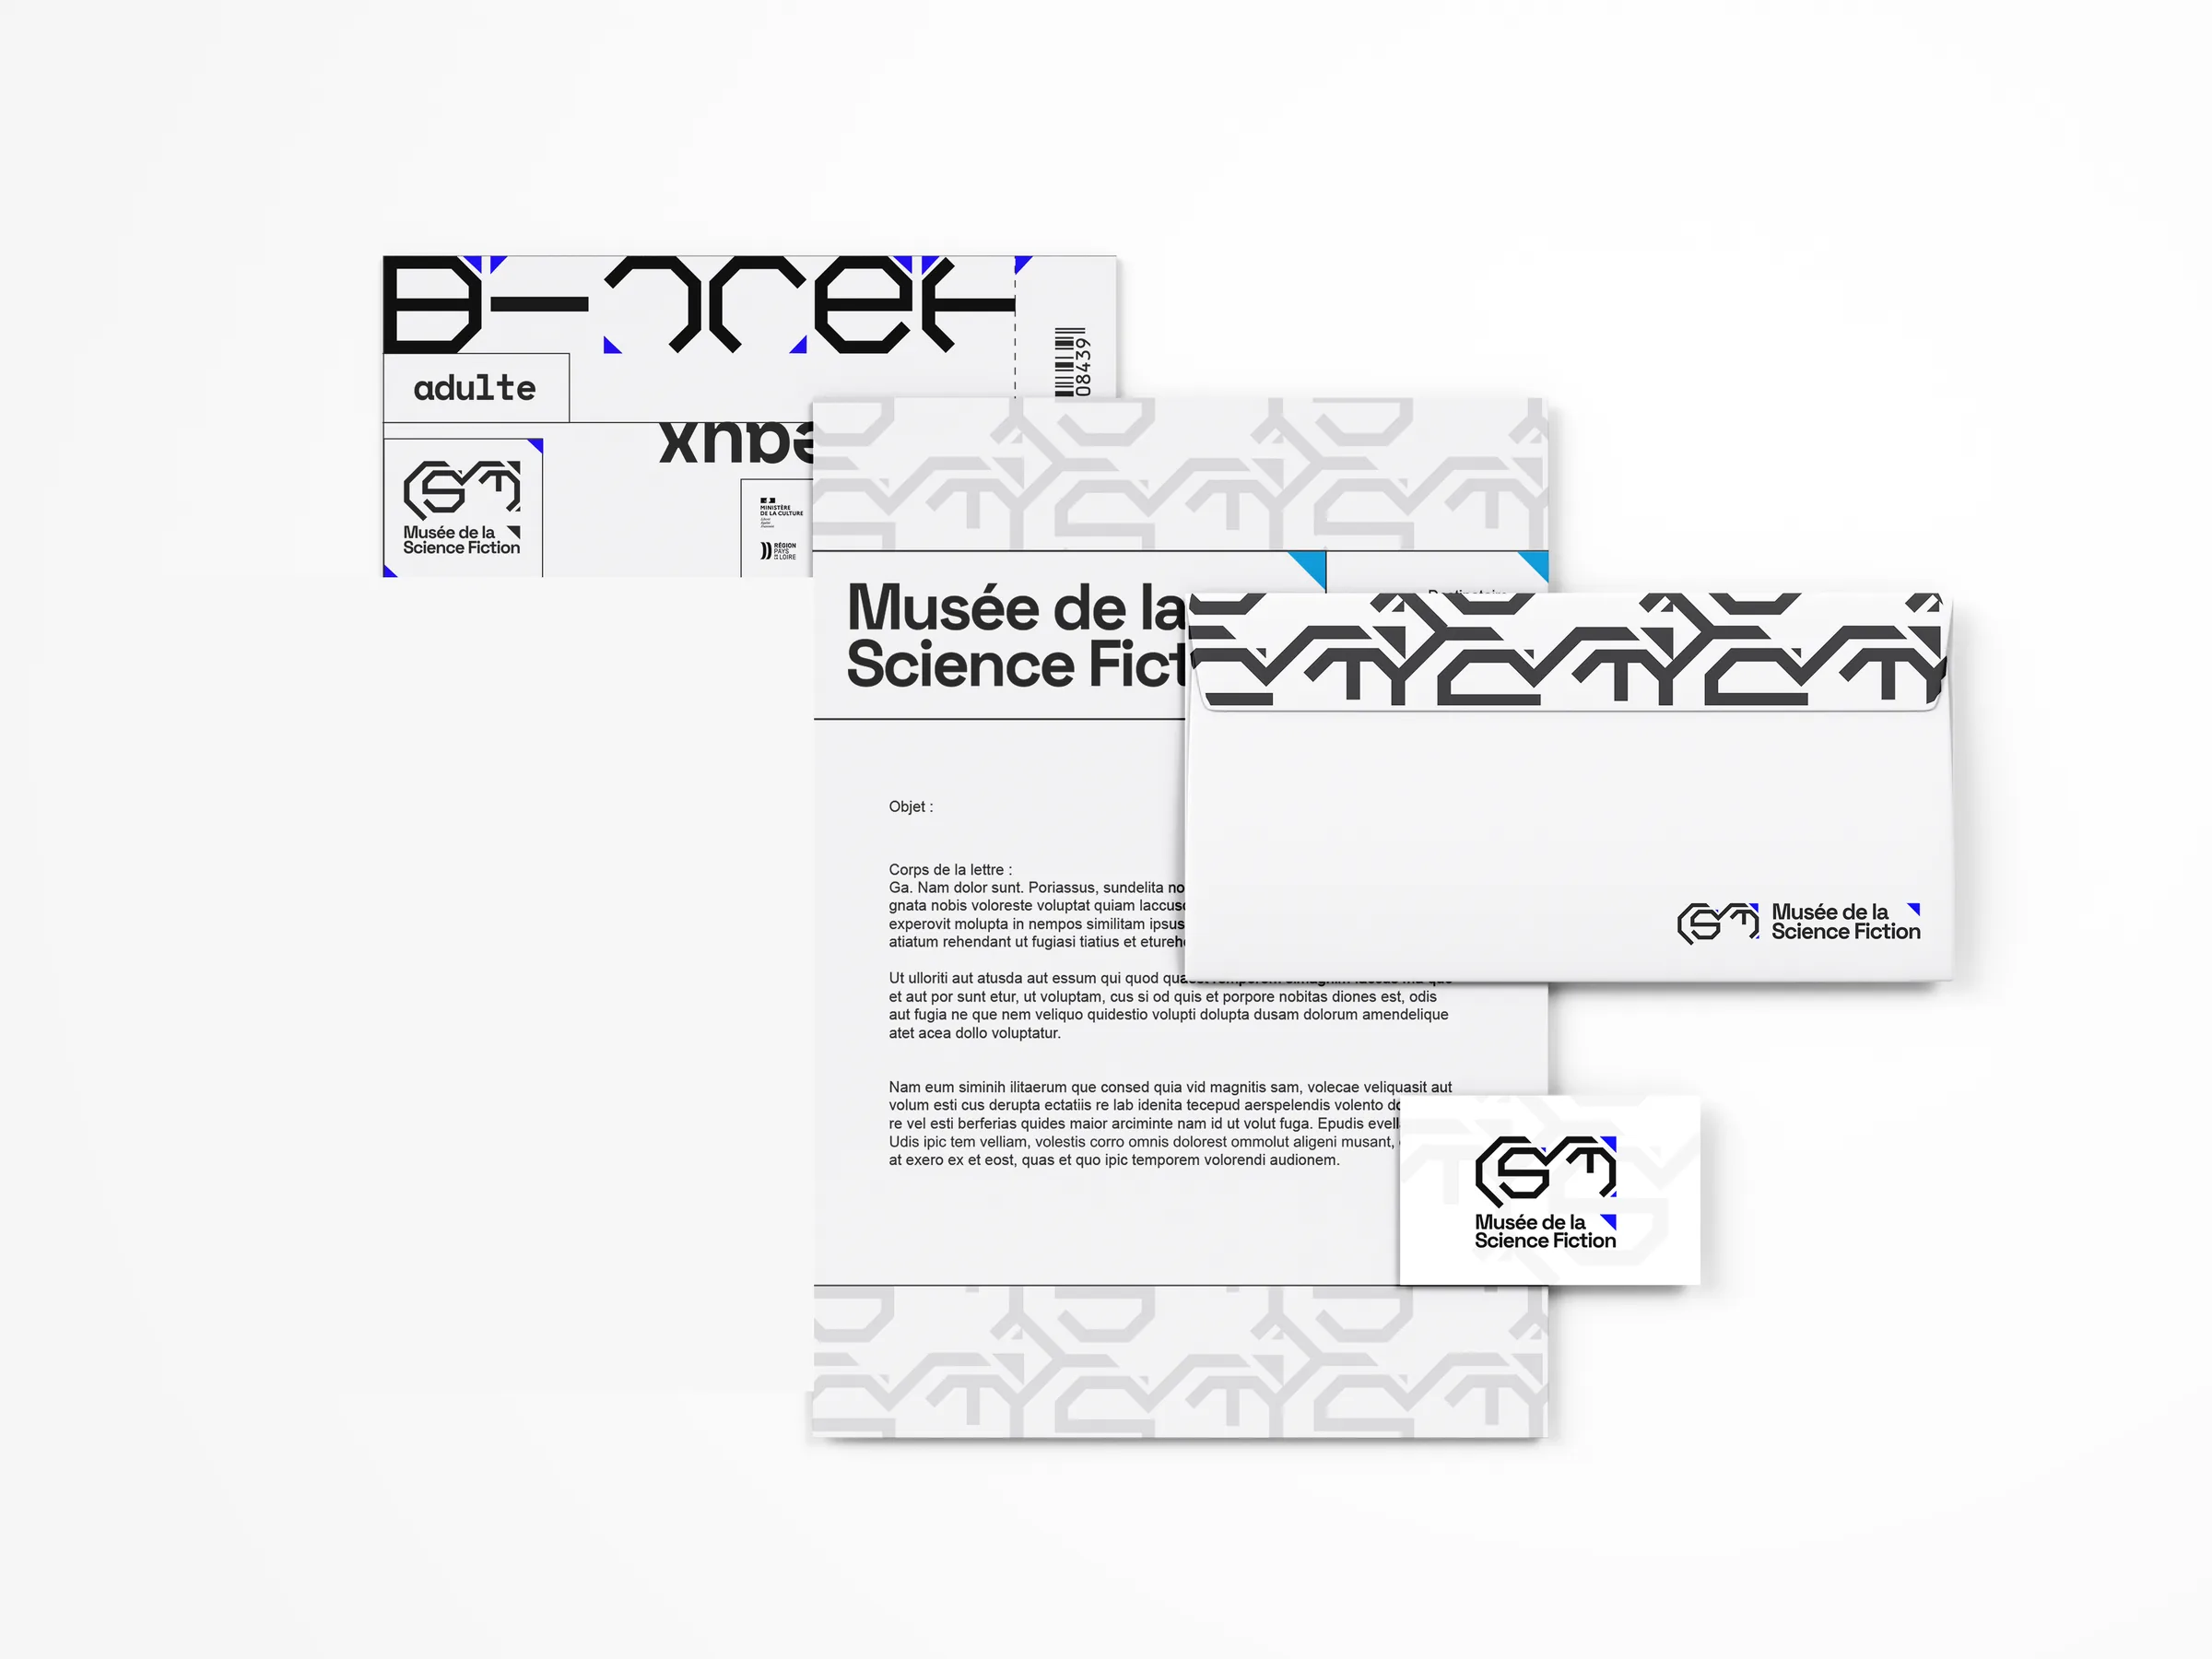 adulte
08439
Musée de la
Science Fiction
MINISTÈRE
DE LA CULTURE
RÉGION
PAYS
DE LA LOIRE
Musée de la
Science Fict
Objet :
Corps de la lettre :
Ga. Nam dolor sunt. Poriassus, sundelita no
gnata nobis voloreste voluptat quiam laccus
experovit molupta in nempos similitam ipsus
atiatum rehendant ut fugiasi tiatius et etureh
Ut ulloriti aut atusda aut essum qui quod qu
et aut por sunt etur, ut voluptam, cus si od quis et porpore nobitas diones est, odis
aut fugia ne que nem veliquo quidestio volupti dolupta dusam dolorum amendelique
atet acea dollo voluptatur.
Nam eum siminih ilitaerum que consed quia vid magnitis sam, volecae veliquasit aut
volum esti cus derupta ectatiis re lab idenita tecepud aerspelendis volento do
re vel esti berferias quides maior arciminte nam id ut volut fuga. Epudis evell
Udis ipic tem velliam, volestis corro omnis dolorest ommolut aligeni musant,
at exero ex et eost, quas et quo ipic temporem volorendi audionem.
Musée de la
Science Fiction
Musée de la
Science Fiction